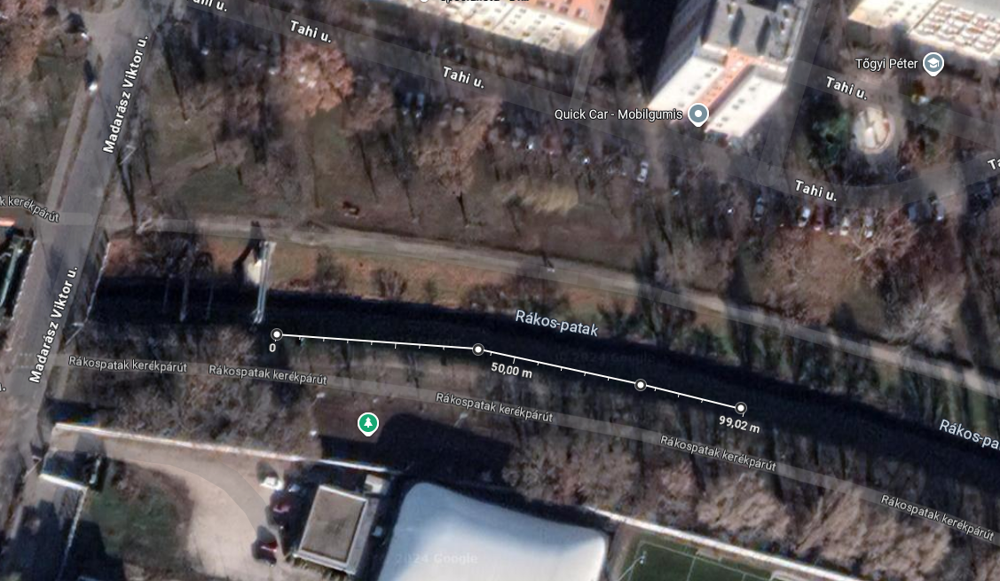 Tahi u.
Tahi u.
Madarász Viktor u.
Quick Car - Mobilgumis
Tőgyi Péter
Tahi u.
Tahi u.
k kerékpárút
Rákos-patak
0
50,00 m
99,02 m
Madarász Viktor u.
Rákospatak kerékpárút
Rákospatak kerékpárút
Rákospatak kerékpárút
Rákospatak kerékpárút
Rákos-pa
Rákospatak kerékpárút
2024 Google